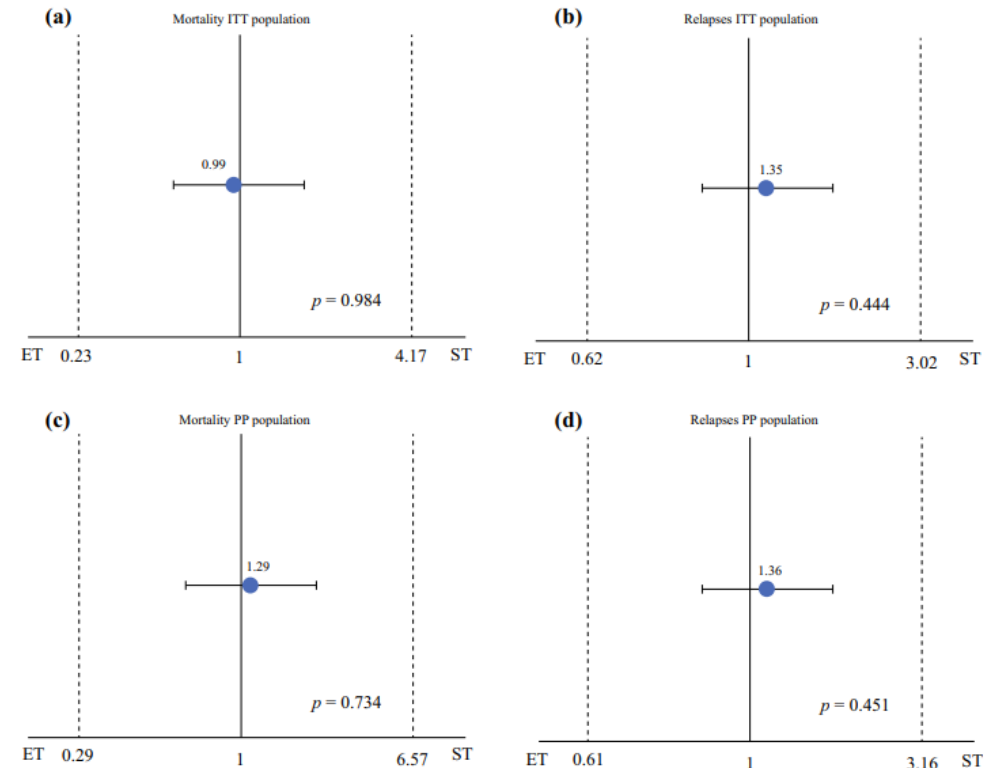 (a)
Mortality ITT population
0.99
p = 0.984
ET 0.23 1 4.17 ST
(b)
Relapses ITT population
1.35
p = 0.444
ET 0.62 1 3.02 ST
(c)
Mortality PP population
1.29
p = 0.734
ET 0.29 1 6.57 ST
(d)
Relapses PP population
1.36
p = 0.451
ET 0.61 1 3.16 ST